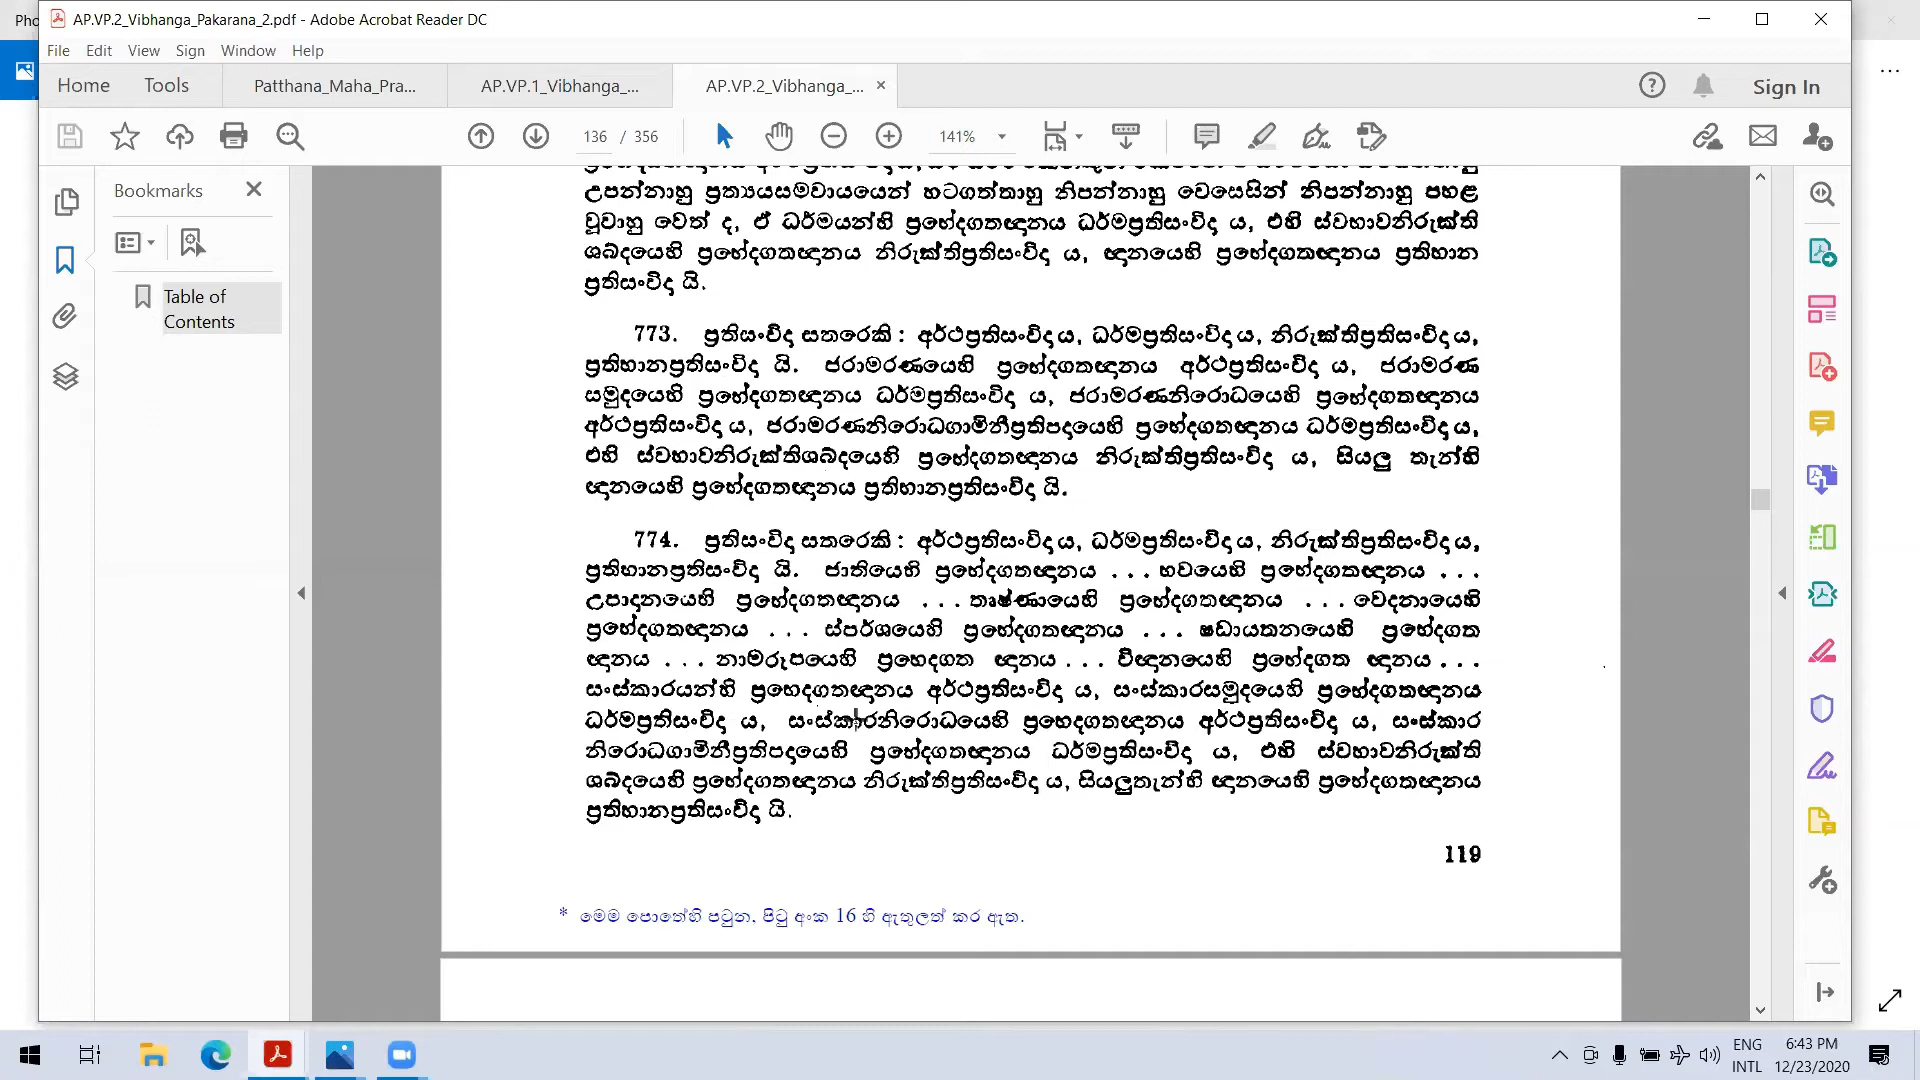 Pho
AP.VP.2_Vibhanga_Pakarana_2.pdf - Adobe Acrobat Reader DC
File Edit View Sign Window Help
Home Tools Patthana_Maha_Pra... AP.VP.1_Vibhanga_... AP.VP.2_Vibhanga_... Sign In
136 / 356 141%
Bookmarks
Table of
Contents
උපන්නාහු ප්‍රත්‍යයසමවායයෙන් හටගත්තාහු නිපන්නාහු වෙසෙසින් නිපන්නාහු පහළ
වූවාහු වෙත් ද, ඒ ධර්මයන්හි ප්‍රභේදගතඥානය ධර්මප්‍රතිසංවිදා ය, එහි ස්වභාවනිරුක්ති
ශබ්දයෙහි ප්‍රභේදගතඥානය නිරුක්තිප්‍රතිසංවිදා ය, ඥානයෙහි ප්‍රභේදගතඥානය ප්‍රතිභාන
ප්‍රතිසංවිදා යි.
773. ප්‍රතිසංවිදා සතරෙකි : අර්ථප්‍රතිසංවිදා ය, ධර්මප්‍රතිසංවිදා ය, නිරුක්තිප්‍රතිසංවිදා ය,
ප්‍රතිභානප්‍රතිසංවිදා යි. ජරාමරණයෙහි ප්‍රභේදගතඥානය අර්ථප්‍රතිසංවිදා ය, ජරාමරණ
සමුදයෙහි ප්‍රභේදගතඥානය ධර්මප්‍රතිසංවිදා ය, ජරාමරණනිරොධයෙහි ප්‍රභේදගතඥානය
අර්ථප්‍රතිසංවිදා ය, ජරාමරණනිරොධගාමිනීප්‍රතිපදායෙහි ප්‍රභේදගතඥානය ධර්මප්‍රතිසංවිදා ය,
එහි ස්වභාවනිරුක්තිශබ්දයෙහි ප්‍රභේදගතඥානය නිරුක්තිප්‍රතිසංවිදා ය, සියලු තැන්හි
ඥානයෙහි ප්‍රභේදගතඥානය ප්‍රතිභානප්‍රතිසංවිදා යි.
774. ප්‍රතිසංවිදා සතරෙකි : අර්ථප්‍රතිසංවිදා ය, ධර්මප්‍රතිසංවිදා ය, නිරුක්තිප්‍රතිසංවිදා ය,
ප්‍රතිභානප්‍රතිසංවිදා යි. ජාතියෙහි ප්‍රභේදගතඥානය ... භවයෙහි ප්‍රභේදගතඥානය ...
උපාදානයෙහි ප්‍රභේදගතඥානය ... තෘෂ්ණායෙහි ප්‍රභේදගතඥානය ... වේදනායෙහි
ප්‍රභේදගතඥානය ... ස්පර්ශයෙහි ප්‍රභේදගතඥානය ... ෂඩායතනයෙහි ප්‍රභේදගත
ඥානය ... නාමරූපයෙහි ප්‍රභෙදගත ඥානය ... විඥානයෙහි ප්‍රභේදගත ඥානය ...
සංස්කාරයන්හි ප්‍රභෙදගතඥානය අර්ථප්‍රතිසංවිදා ය, සංස්කාරසමුදයෙහි ප්‍රභේදගතඥානය
ධර්මප්‍රතිසංවිදා ය, සංස්කාරනිරොධයෙහි ප්‍රභෙදගතඥානය අර්ථප්‍රතිසංවිදා ය, සංස්කාර
නිරොධගාමිනීප්‍රතිපදායෙහි ප්‍රභේදගතඥානය ධර්මප්‍රතිසංවිදා ය, එහි ස්වභාවනිරුක්ති
ශබ්දයෙහි ප්‍රභේදගතඥානය නිරුක්තිප්‍රතිසංවිදා ය, සියලුතැන්හි ඥානයෙහි ප්‍රභේදගතඥානය
ප්‍රතිභානප්‍රතිසංවිදා යි.
119
* මෙම පොතේහි පටුන, පිටු අංක 16 හි ඇතුලත් කර ඇත.
ENG 6:43 PM
INTL 12/23/2020